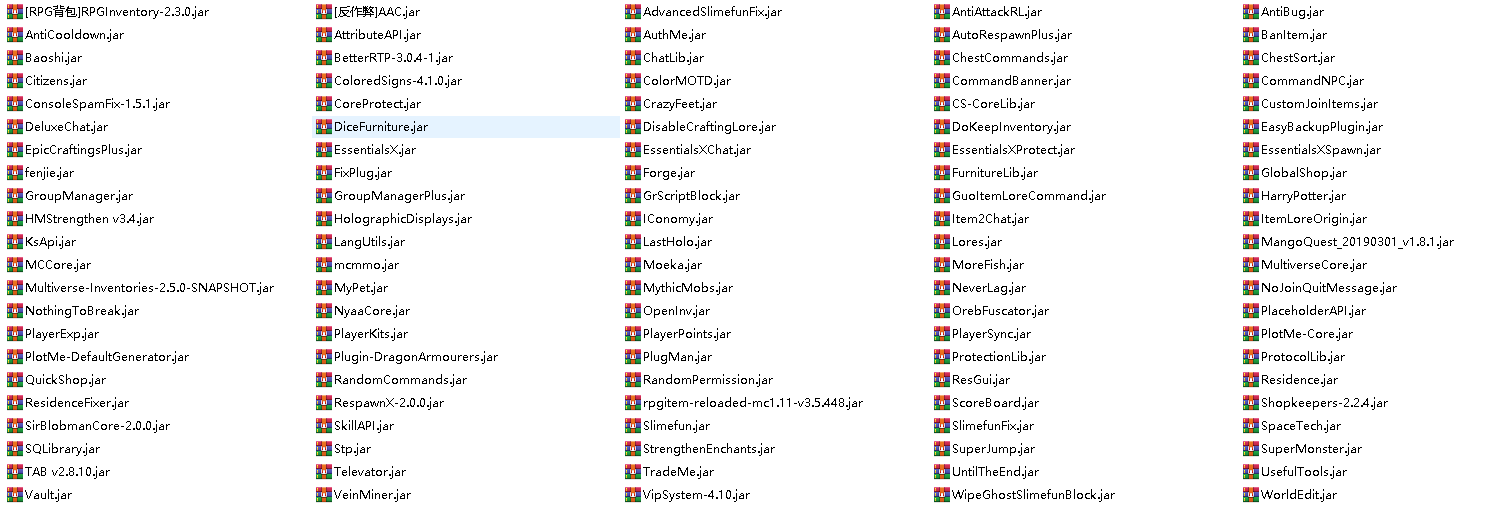 [RPG背包]RPGInventory-2.3.0.jar [反作弊]AAC.jar AdvancedSlimefunFix.jar AntiAttackRL.jar AntiBug.jar
AntiCooldown.jar AttributeAPI.jar AuthMe.jar AutoRespawnPlus.jar BanItem.jar
Baoshi.jar BetterRTP-3.0.4-1.jar ChatLib.jar ChestCommands.jar ChestSort.jar
Citizens.jar ColoredSigns-4.1.0.jar ColorMOTD.jar CommandBanner.jar CommandNPC.jar
ConsoleSpamFix-1.5.1.jar CoreProtect.jar CrazyFeet.jar CS-CoreLib.jar CustomJoinItems.jar
DeluxeChat.jar DiceFurniture.jar DisableCraftingLore.jar DoKeepInventory.jar EasyBackupPlugin.jar
EpicCraftingsPlus.jar EssentialsX.jar EssentialsXChat.jar EssentialsXProtect.jar EssentialsXSpawn.jar
fenjie.jar FixPlug.jar Forge.jar FurnitureLib.jar GlobalShop.jar
GroupManager.jar GroupManagerPlus.jar GrScriptBlock.jar GuoItemLoreCommand.jar HarryPotter.jar
HMStrengthen v3.4.jar HolographicDisplays.jar IConomy.jar Item2Chat.jar ItemLoreOrigin.jar
KsApi.jar LangUtils.jar LastHolo.jar Lores.jar MangoQuest_20190301_v1.8.1.jar
MCCore.jar mcmmo.jar Moeka.jar MoreFish.jar MultiverseCore.jar
Multiverse-Inventories-2.5.0-SNAPSHOT.jar MyPet.jar MythicMobs.jar NeverLag.jar NoJoinQuitMessage.jar
NothingToBreak.jar NyaaCore.jar OpenInv.jar OrebFuscator.jar PlaceholderAPI.jar
PlayerExp.jar PlayerKits.jar PlayerPoints.jar PlayerSync.jar PlotMe-Core.jar
PlotMe-DefaultGenerator.jar Plugin-DragonArmourers.jar PlugMan.jar ProtectionLib.jar ProtocolLib.jar
QuickShop.jar RandomCommands.jar RandomPermission.jar ResGui.jar Residence.jar
ResidenceFixer.jar RespawnX-2.0.0.jar rpgitem-reloaded-mc1.11-v3.5.448.jar ScoreBoard.jar Shopkeepers-2.2.4.jar
SirBlobmanCore-2.0.0.jar SkillAPI.jar Slimefun.jar SlimefunFix.jar SpaceTech.jar
SQLibrary.jar Stp.jar StrengthenEnchants.jar SuperJump.jar SuperMonster.jar
TAB v2.8.10.jar Televator.jar TradeMe.jar UntilTheEnd.jar UsefulTools.jar
Vault.jar VeinMiner.jar VipSystem-4.10.jar WipeGhostSlimefunBlock.jar WorldEdit.jar